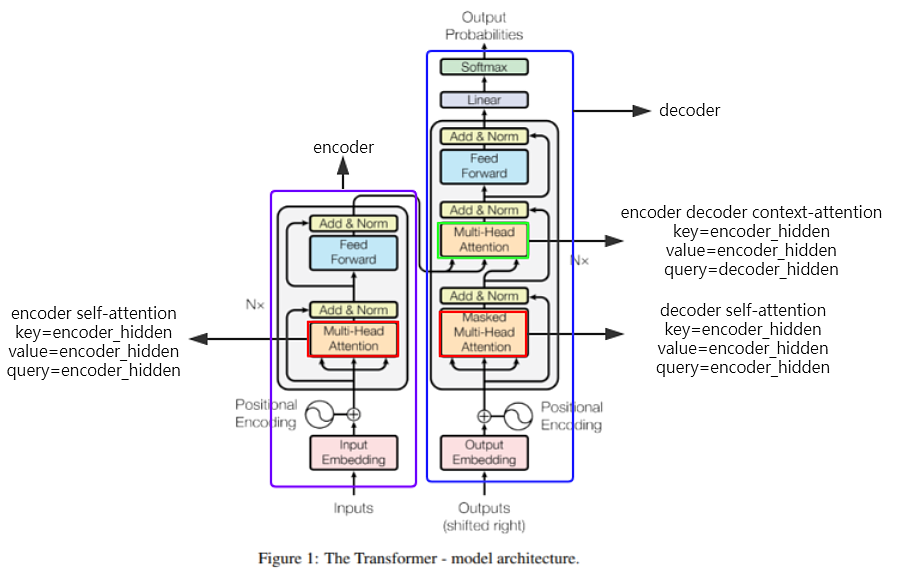 Output
Probabilities
Softmax
Linear
decoder
Add & Norm
Feed
Forward
Add & Norm
Multi-Head
Attention
encoder decoder context-attention
key=encoder_hidden
value=encoder_hidden
query=decoder_hidden
Nx
Add & Norm
Masked
Multi-Head
Attention
decoder self-attention
key=encoder_hidden
value=encoder_hidden
query=encoder_hidden
Positional
Encoding
Output
Embedding
Outputs
(shifted right)
encoder
Add & Norm
Feed
Forward
N×
Add & Norm
Multi-Head
Attention
encoder self-attention
key=encoder_hidden
value=encoder_hidden
query=encoder_hidden
Positional
Encoding
Input
Embedding
Inputs
Figure 1: The Transformer - model architecture.